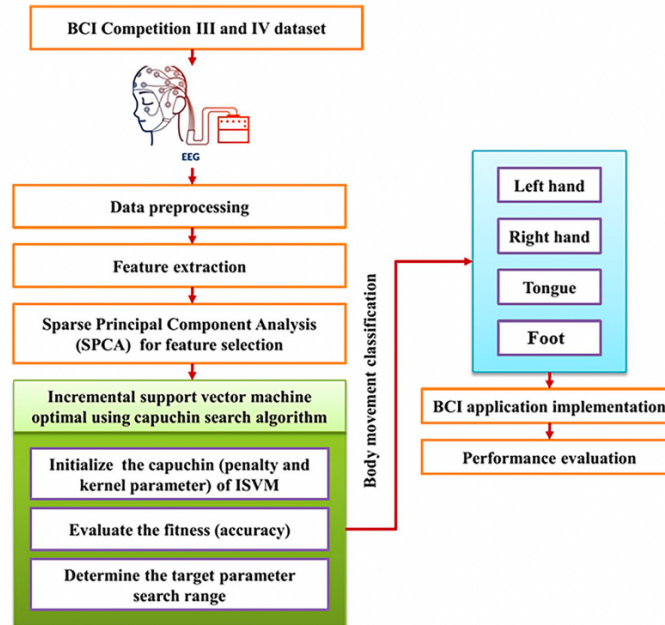 BCI Competition III and IV dataset
EEG
Data preprocessing
Feature extraction
Sparse Principal Component Analysis
(SPCA) for feature selection
Incremental support vector machine
optimal using capuchin search algorithm
Initialize the capuchin (penalty and
kernel parameter) of ISVM
Evaluate the fitness (accuracy)
Determine the target parameter
search range
Body movement classification
Left hand
Right hand
Tongue
Foot
BCI application implementation
Performance evaluation